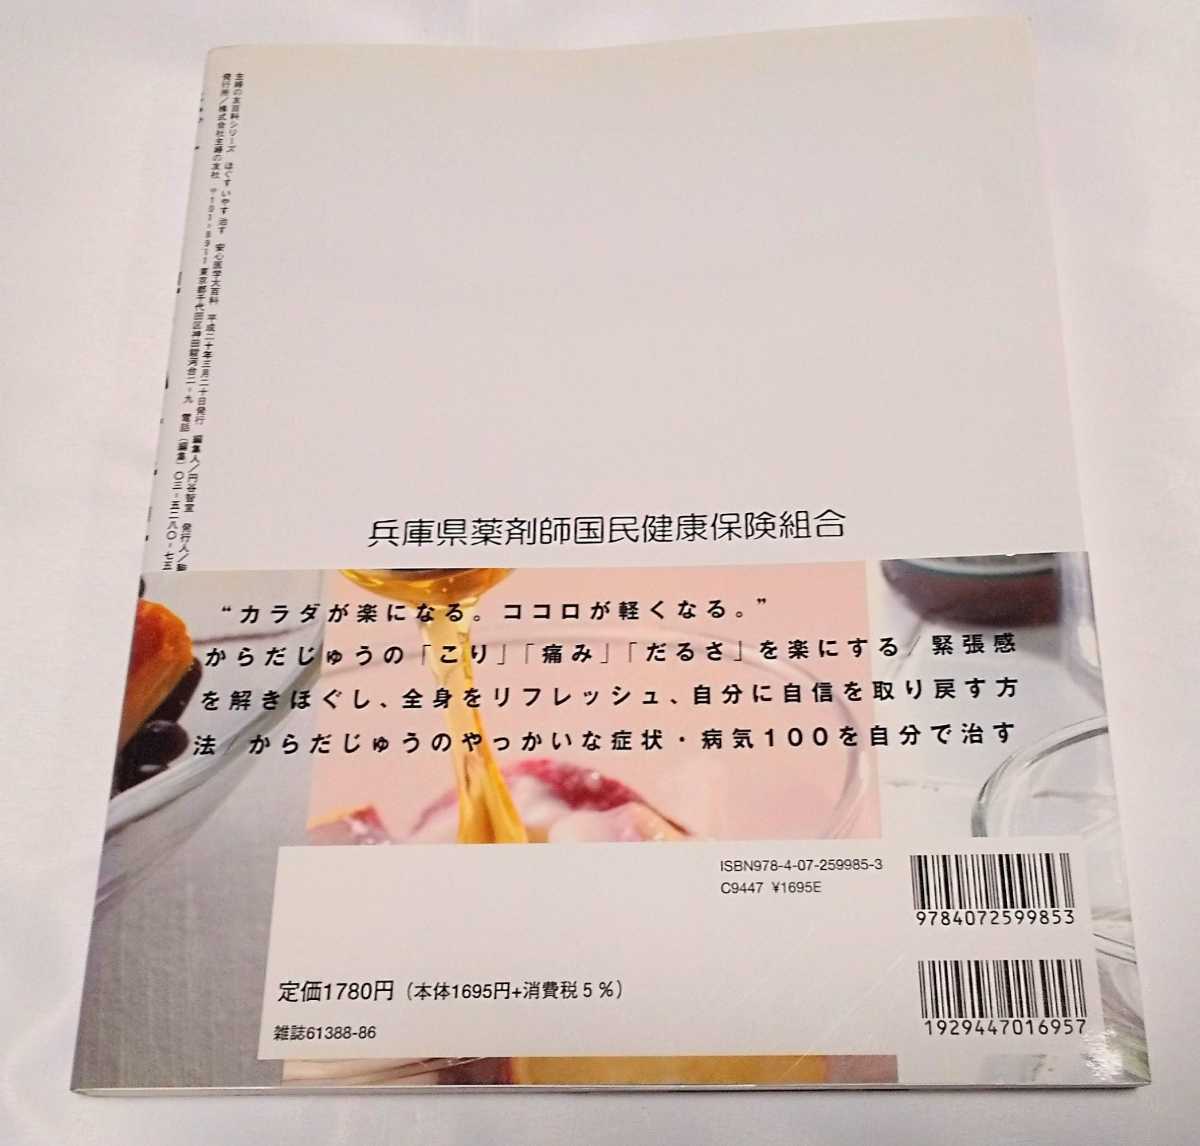 主婦の友百科シリーズ ほぐす いやす 治す 安心医学大百科 平成二十年三月二十日発行 編集人／円谷智宣 発行人／
発行所／株式会社主婦の友社 〒101-8911 東京都千代田区神田駿河台二-九 電話（編集）〇三-五二八〇-七五
兵庫県薬剤師国民健康保険組合
“カラダが楽になる。ココロが軽くなる。”
からだじゅうの「こり」「痛み」「だるさ」を楽にする／緊張感
を解きほぐし、全身をリフレッシュ、自分に自信を取り戻す方
法／からだじゅうのやっかいな症状・病気100を自分で治す
ISBN978-4-07-259985-3
C9447 ¥1695E
9784072599853
定価1780円（本体1695円+消費税5%）
雑誌61388-86
1929447016957